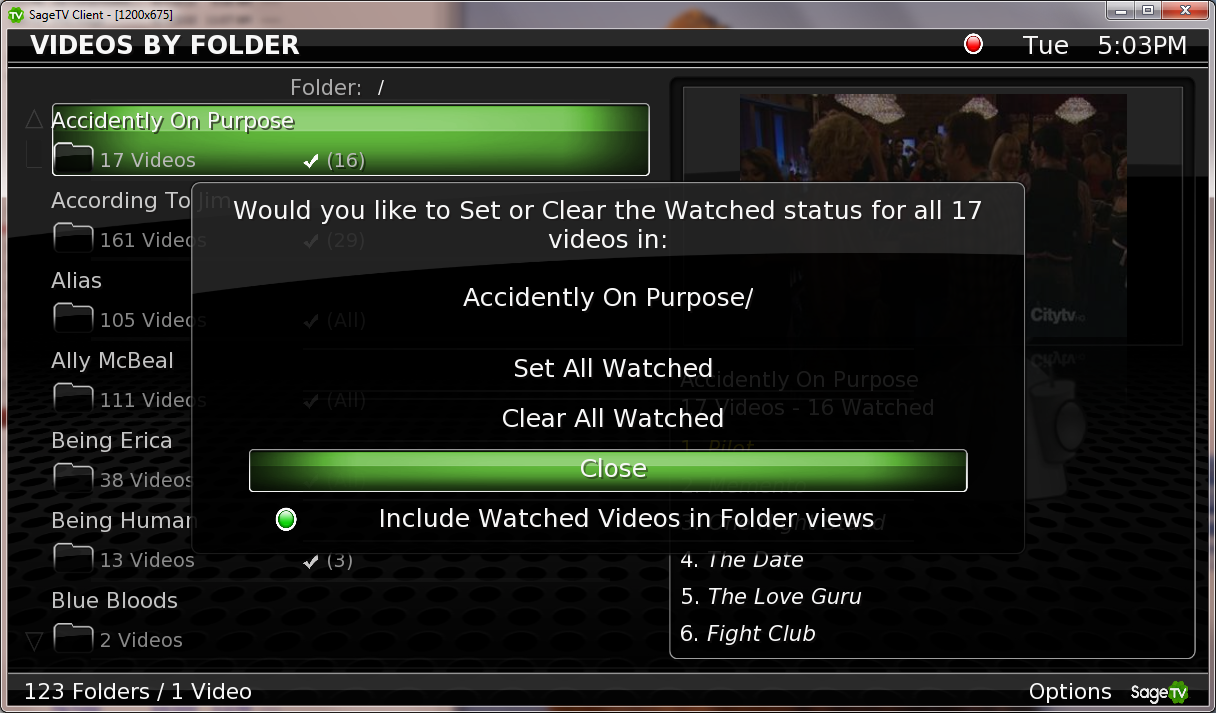 SageTV Client - [1200x675]
VIDEOS BY FOLDER
Tue 5:03PM
Folder: /
Accidently On Purpose
17 Videos (16)
According To Jim
161 Videos (29)
Alias
105 Videos (All)
Ally McBeal
111 Videos (All)
Being Erica
38 Videos
Being Human
13 Videos (3)
Blue Bloods
2 Videos
Would you like to Set or Clear the Watched status for all 17
videos in:
Accidently On Purpose/
Set All Watched
Clear All Watched
Close
Include Watched Videos in Folder views
Citytv HD
Accidently On Purpose
17 Videos - 16 Watched
1. Pilot
4. The Date
5. The Love Guru
6. Fight Club
123 Folders / 1 Video
Options SageTV